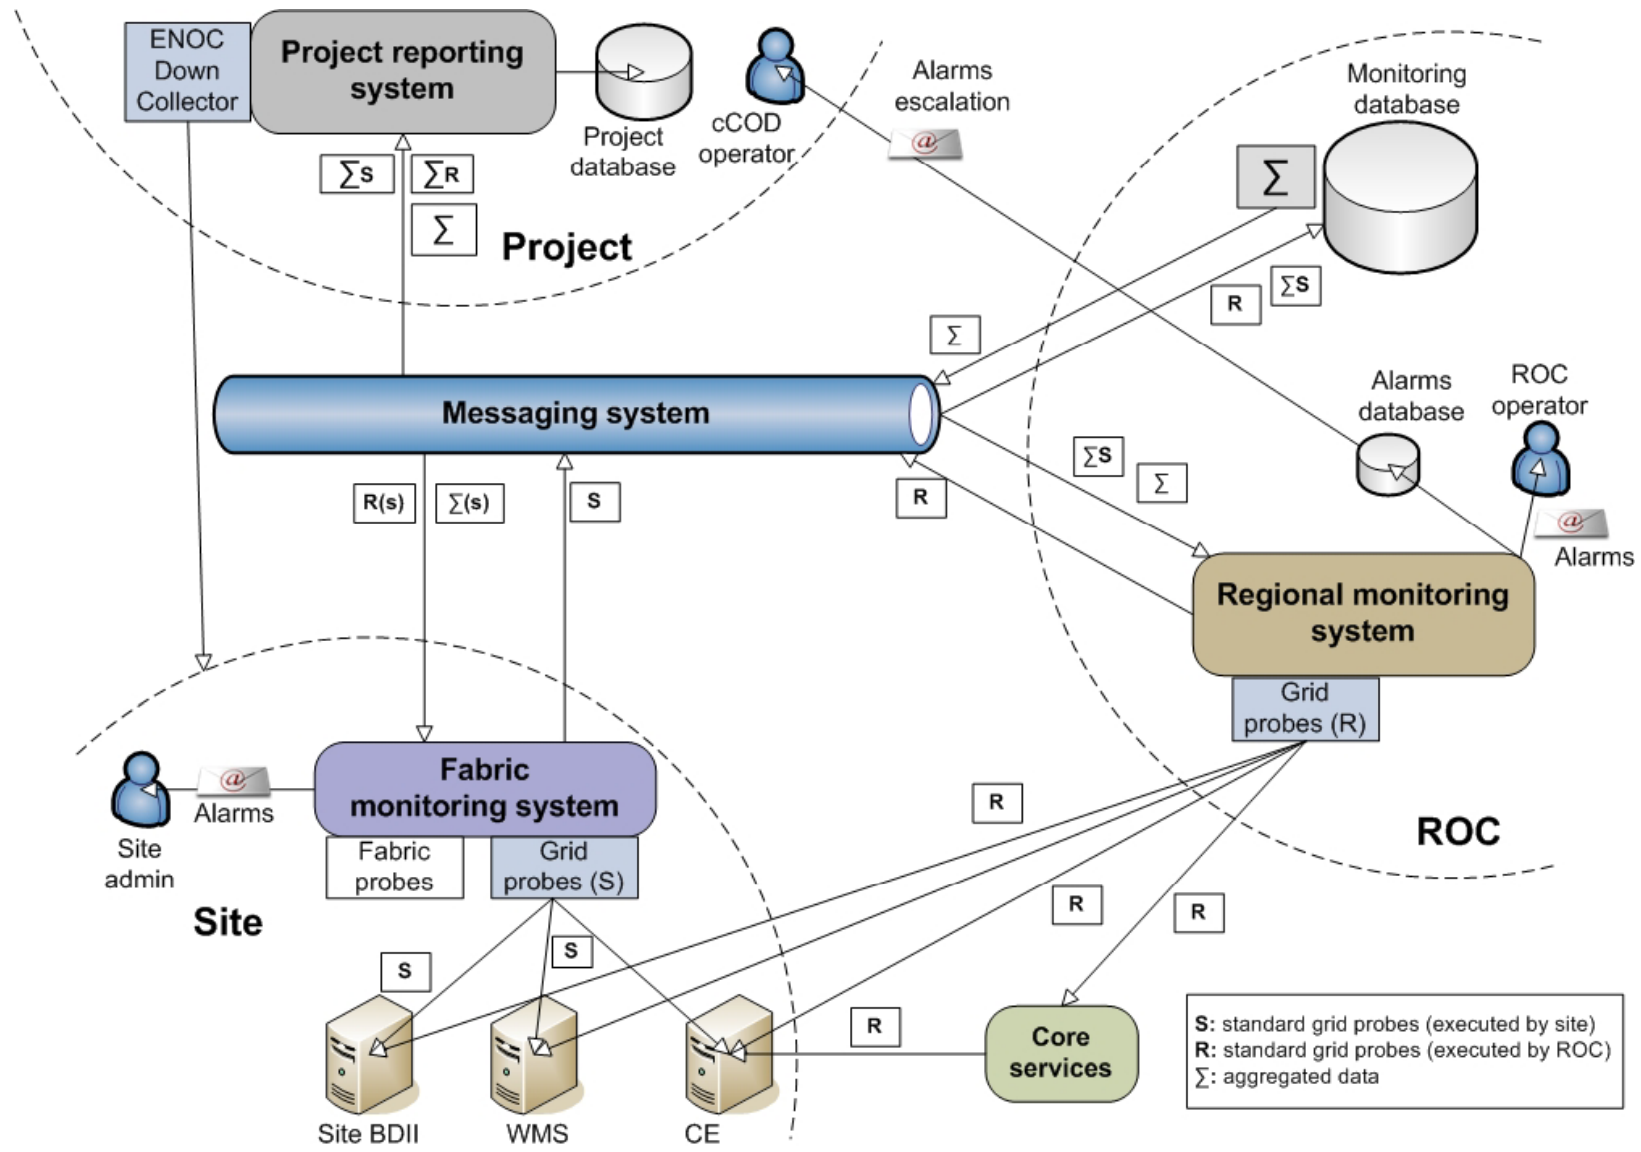 ENOC
Down
Collector
Project reporting
system
Project
database
cCOD
operator
Alarms
escalation
@
Monitoring
database
∑
∑S
∑R
∑
Project
R
∑S
∑
Messaging system
Alarms
database
ROC
operator
@
Alarms
∑S
∑
R
R(s)
∑(s)
S
Regional monitoring
system
Grid
probes (R)
ROC
Fabric
monitoring system
@
Alarms
Site
admin
Fabric
probes
Grid
probes (S)
Site
S
S
R
R
R
R
Core
services
Site BDII
WMS
CE
S: standard grid probes (executed by site)
R: standard grid probes (executed by ROC)
∑: aggregated data